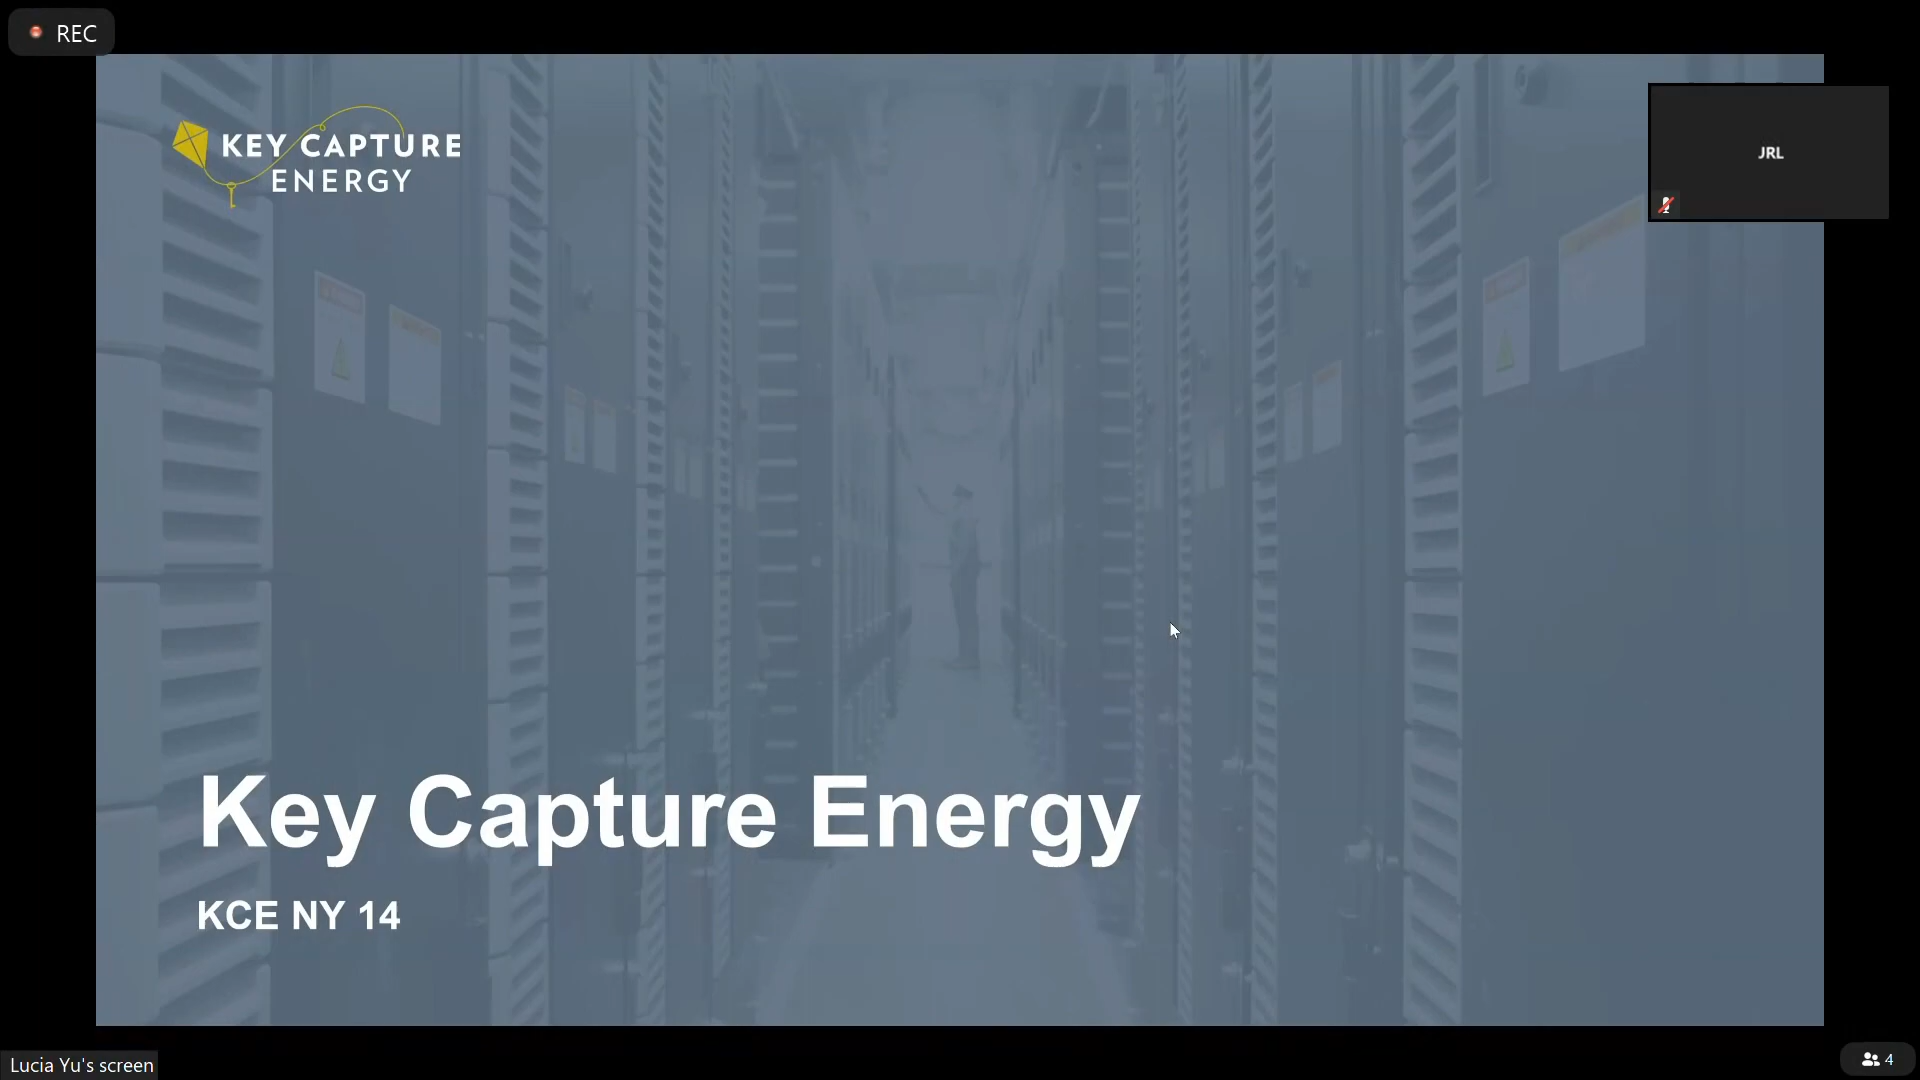 REC
KEY CAPTURE
ENERGY
JRL
Key Capture Energy
KCE NY 14
Lucia Yu's screen
4